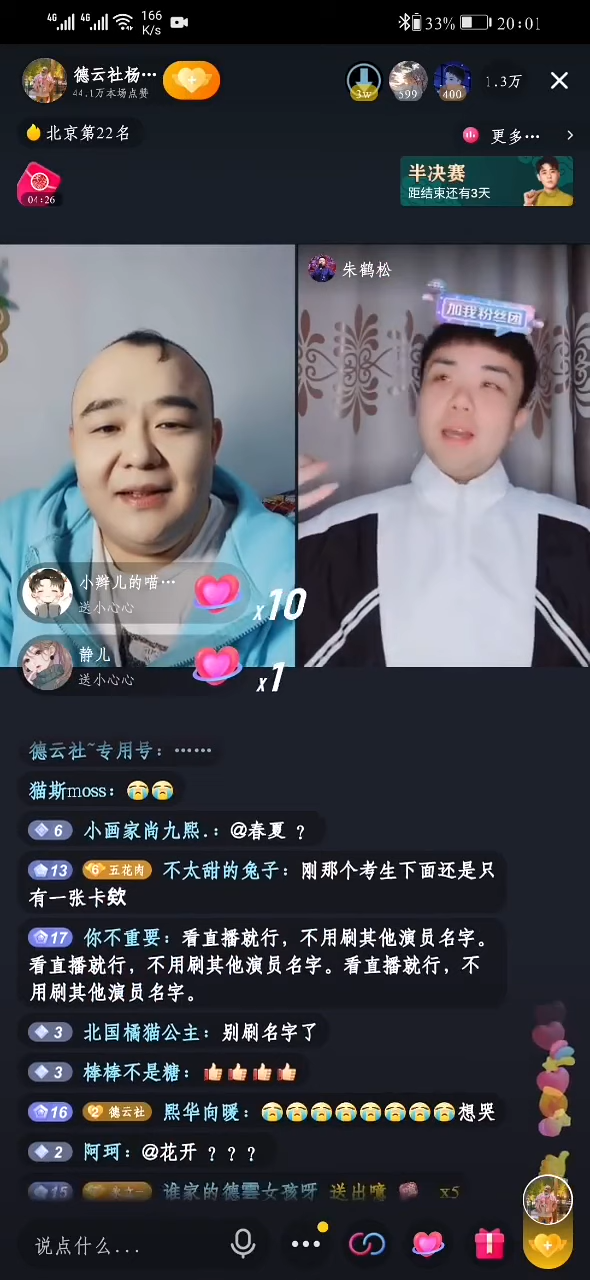 4G 4G 166 K/s 33% 20:01
德云社杨…
44.1万本场点赞
3w 599 400 1.3万
北京第22名
更多…
04:26
半决赛
距结束还有3天
朱鹤松
加我粉丝团
小辫儿的喵…
送小心心
x10
静儿
送小心心
x1
德云社~专用号：……
猫斯moss：😭😭
6 小画家尚九熙.：@春夏 ？
13 6 五花肉 不太甜的兔子：刚那个考生下面还是只
有一张卡欸
17 你不重要：看直播就行，不用刷其他演员名字。
看直播就行，不用刷其他演员名字。看直播就行，不
用刷其他演员名字。
3 北国橘猫公主：别刷名字了
3 棒棒不是糖：👍👍👍👍
16 2 德云社 熙华向暖：😭😭😭😭😭😭😭😭想哭
2 阿珂：@花开 ？？？
15 谁家的德雲女孩呀 送出 x5
说点什么...